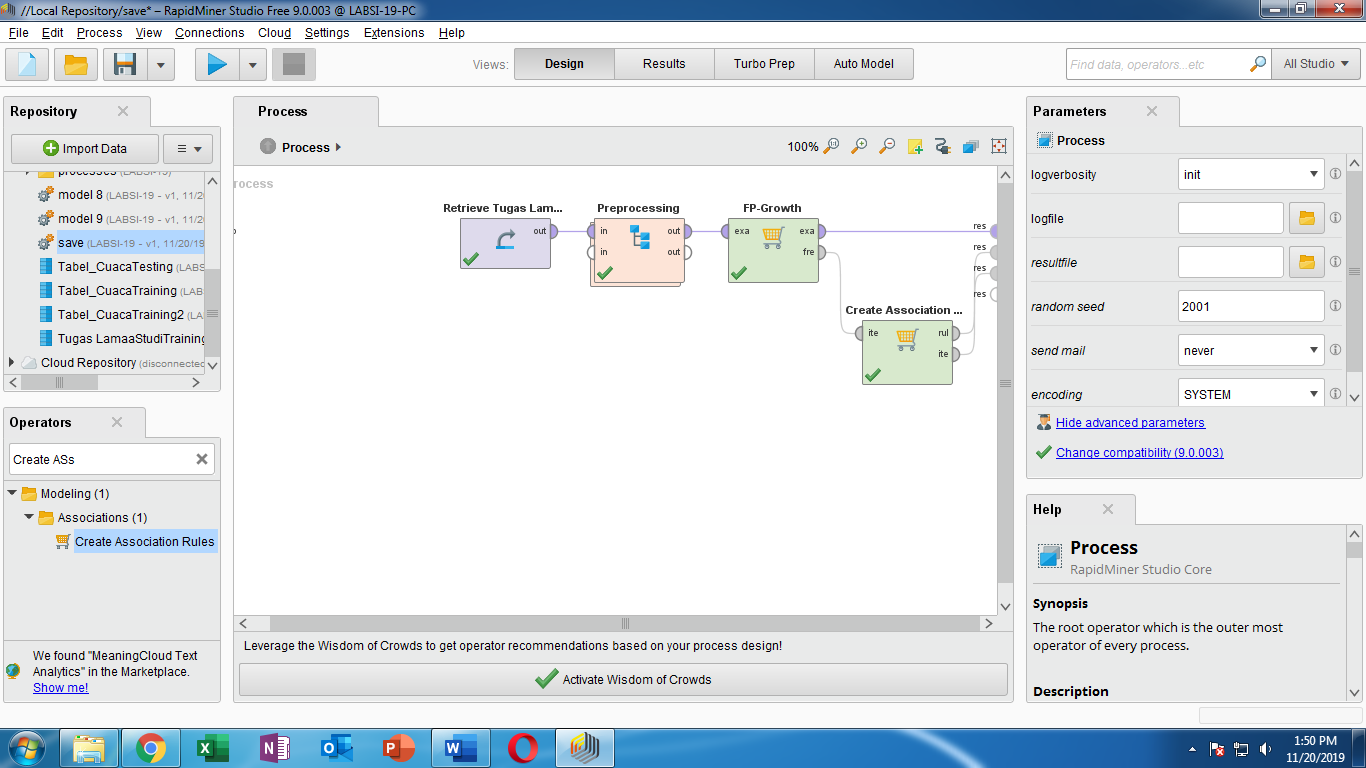 //Local Repository/save* – RapidMiner Studio Free 9.0.003 @ LABSI-19-PC
File Edit Process View Connections Cloud Settings Extensions Help
Views: Design Results Turbo Prep Auto Model
Find data, operators...etc
All Studio
Repository
Import Data
processes (LABSI-19)
model 8 (LABSI-19 - v1, 11/2
model 9 (LABSI-19 - v1, 11/2
save (LABSI-19 - v1, 11/20/19
Tabel_CuacaTesting (LABS
Tabel_CuacaTraining (LAB
Tabel_CuacaTraining2 (LAB
Tugas LamaaStudiTraining
Cloud Repository (disconnected
Operators
Create ASs
Modeling (1)
Associations (1)
Create Association Rules
We found "MeaningCloud Text
Analytics" in the Marketplace.
Show me!
Process
Process
100%
rocess
Retrieve Tugas Lam...
out
Preprocessing
in out
in out
FP-Growth
exa exa
fre
Create Association ...
ite rul
ite
res
res
res
res
Leverage the Wisdom of Crowds to get operator recommendations based on your process design!
Activate Wisdom of Crowds
Parameters
Process
logverbosity init
logfile
resultfile
random seed 2001
send mail never
encoding SYSTEM
Hide advanced parameters
Change compatibility (9.0.003)
Help
Process
RapidMiner Studio Core
Synopsis
The root operator which is the outer most
operator of every process.
Description
1:50 PM
11/20/2019